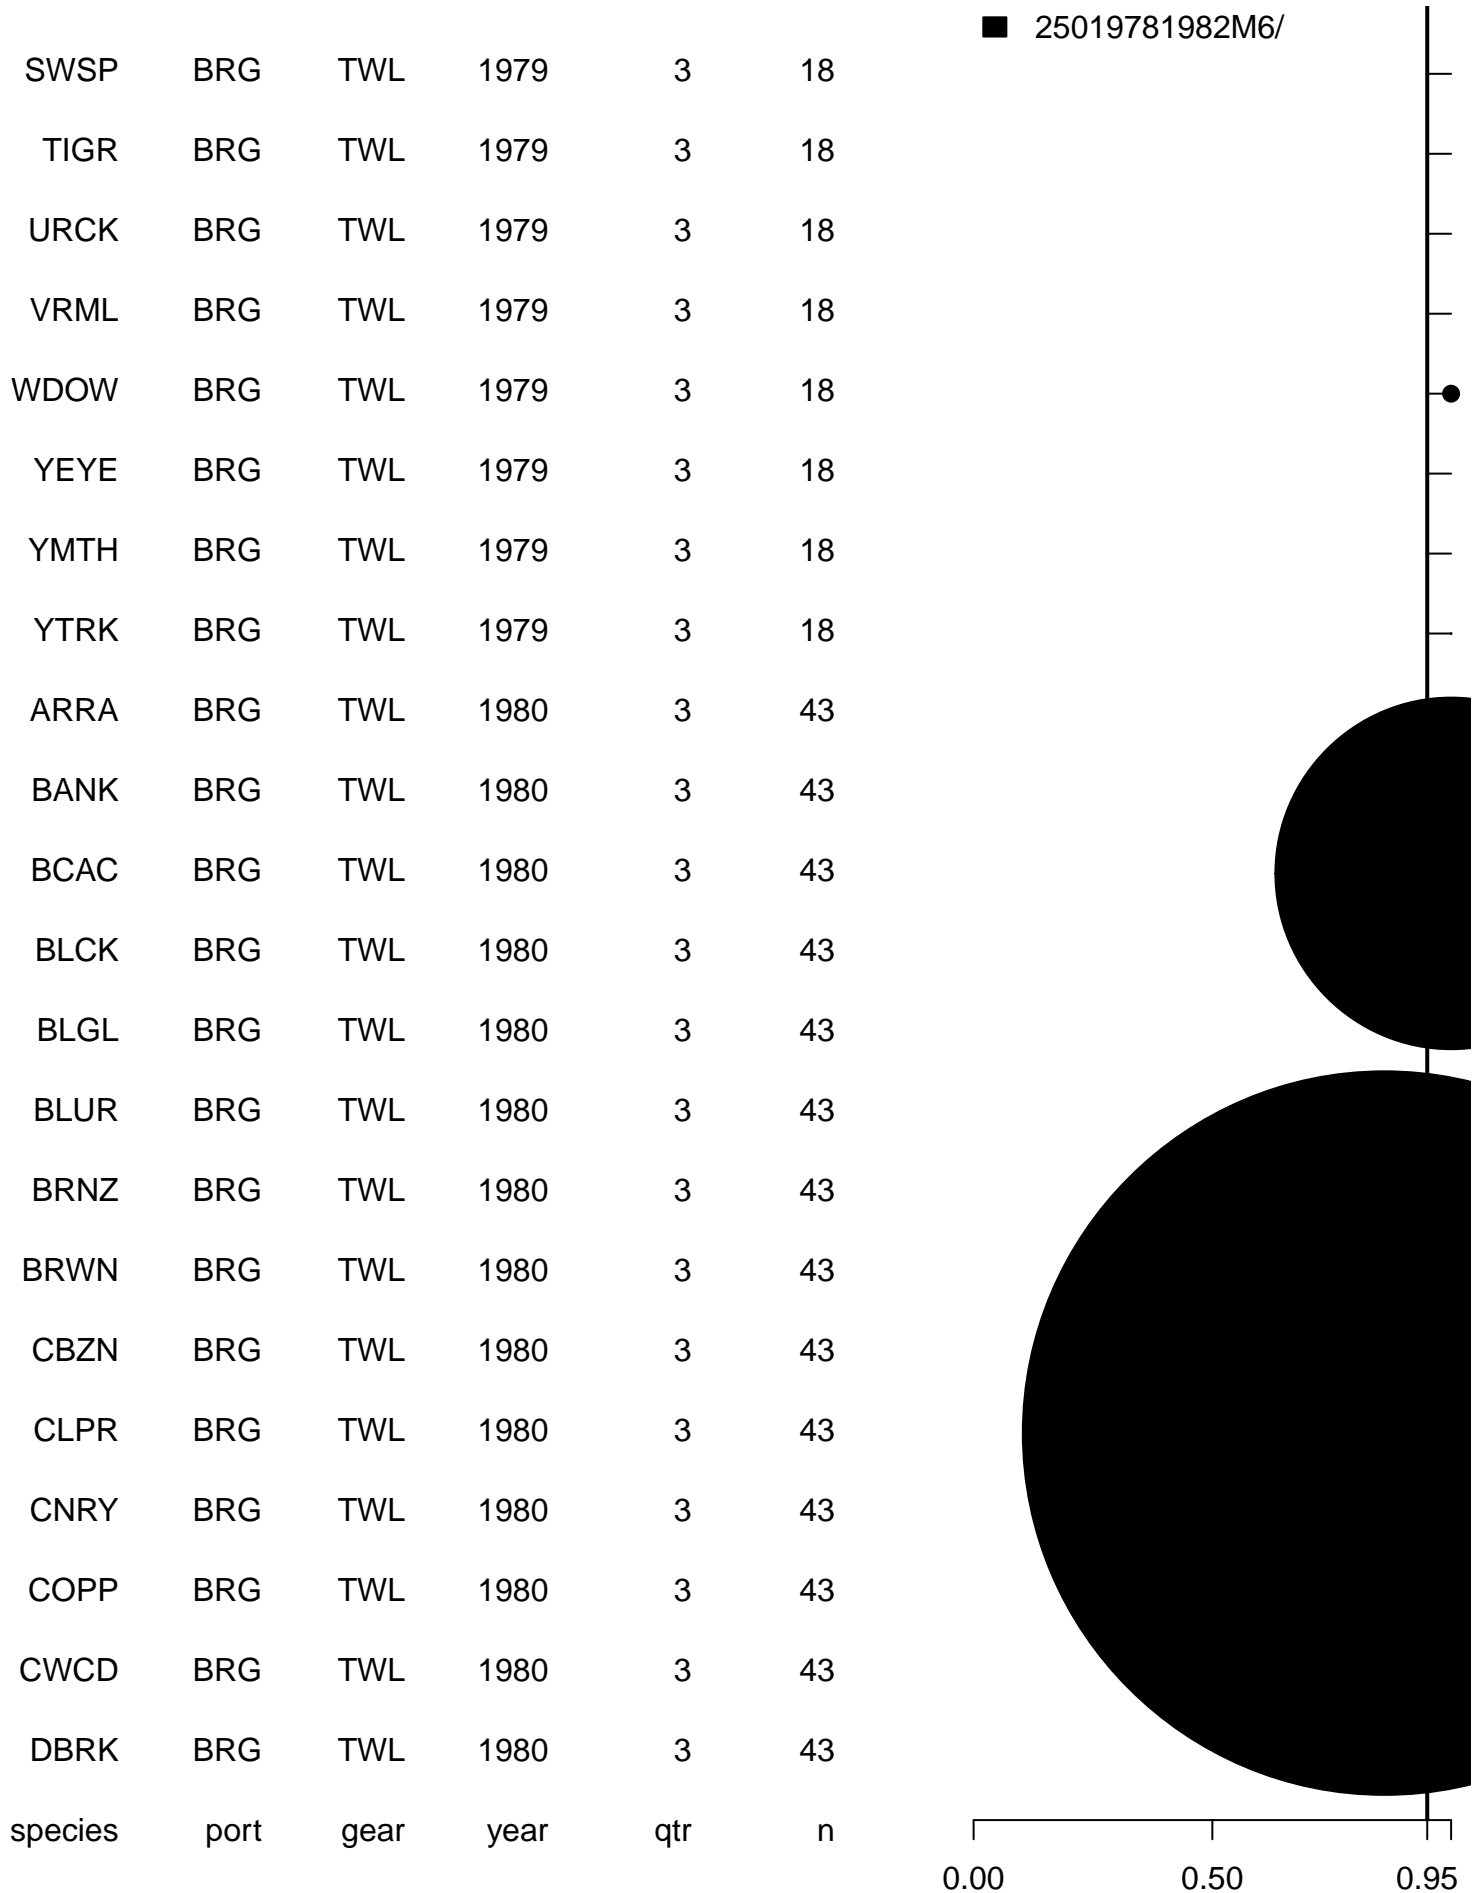 25019781982M6/
SWSP BRG TWL 1979 3 18
TIGR BRG TWL 1979 3 18
URCK BRG TWL 1979 3 18
VRML BRG TWL 1979 3 18
WDOW BRG TWL 1979 3 18
YEYE BRG TWL 1979 3 18
YMTH BRG TWL 1979 3 18
YTRK BRG TWL 1979 3 18
ARRA BRG TWL 1980 3 43
BANK BRG TWL 1980 3 43
BCAC BRG TWL 1980 3 43
BLCK BRG TWL 1980 3 43
BLGL BRG TWL 1980 3 43
BLUR BRG TWL 1980 3 43
BRNZ BRG TWL 1980 3 43
BRWN BRG TWL 1980 3 43
CBZN BRG TWL 1980 3 43
CLPR BRG TWL 1980 3 43
CNRY BRG TWL 1980 3 43
COPP BRG TWL 1980 3 43
CWCD BRG TWL 1980 3 43
DBRK BRG TWL 1980 3 43
species port gear year qtr n
0.00 0.50 0.95